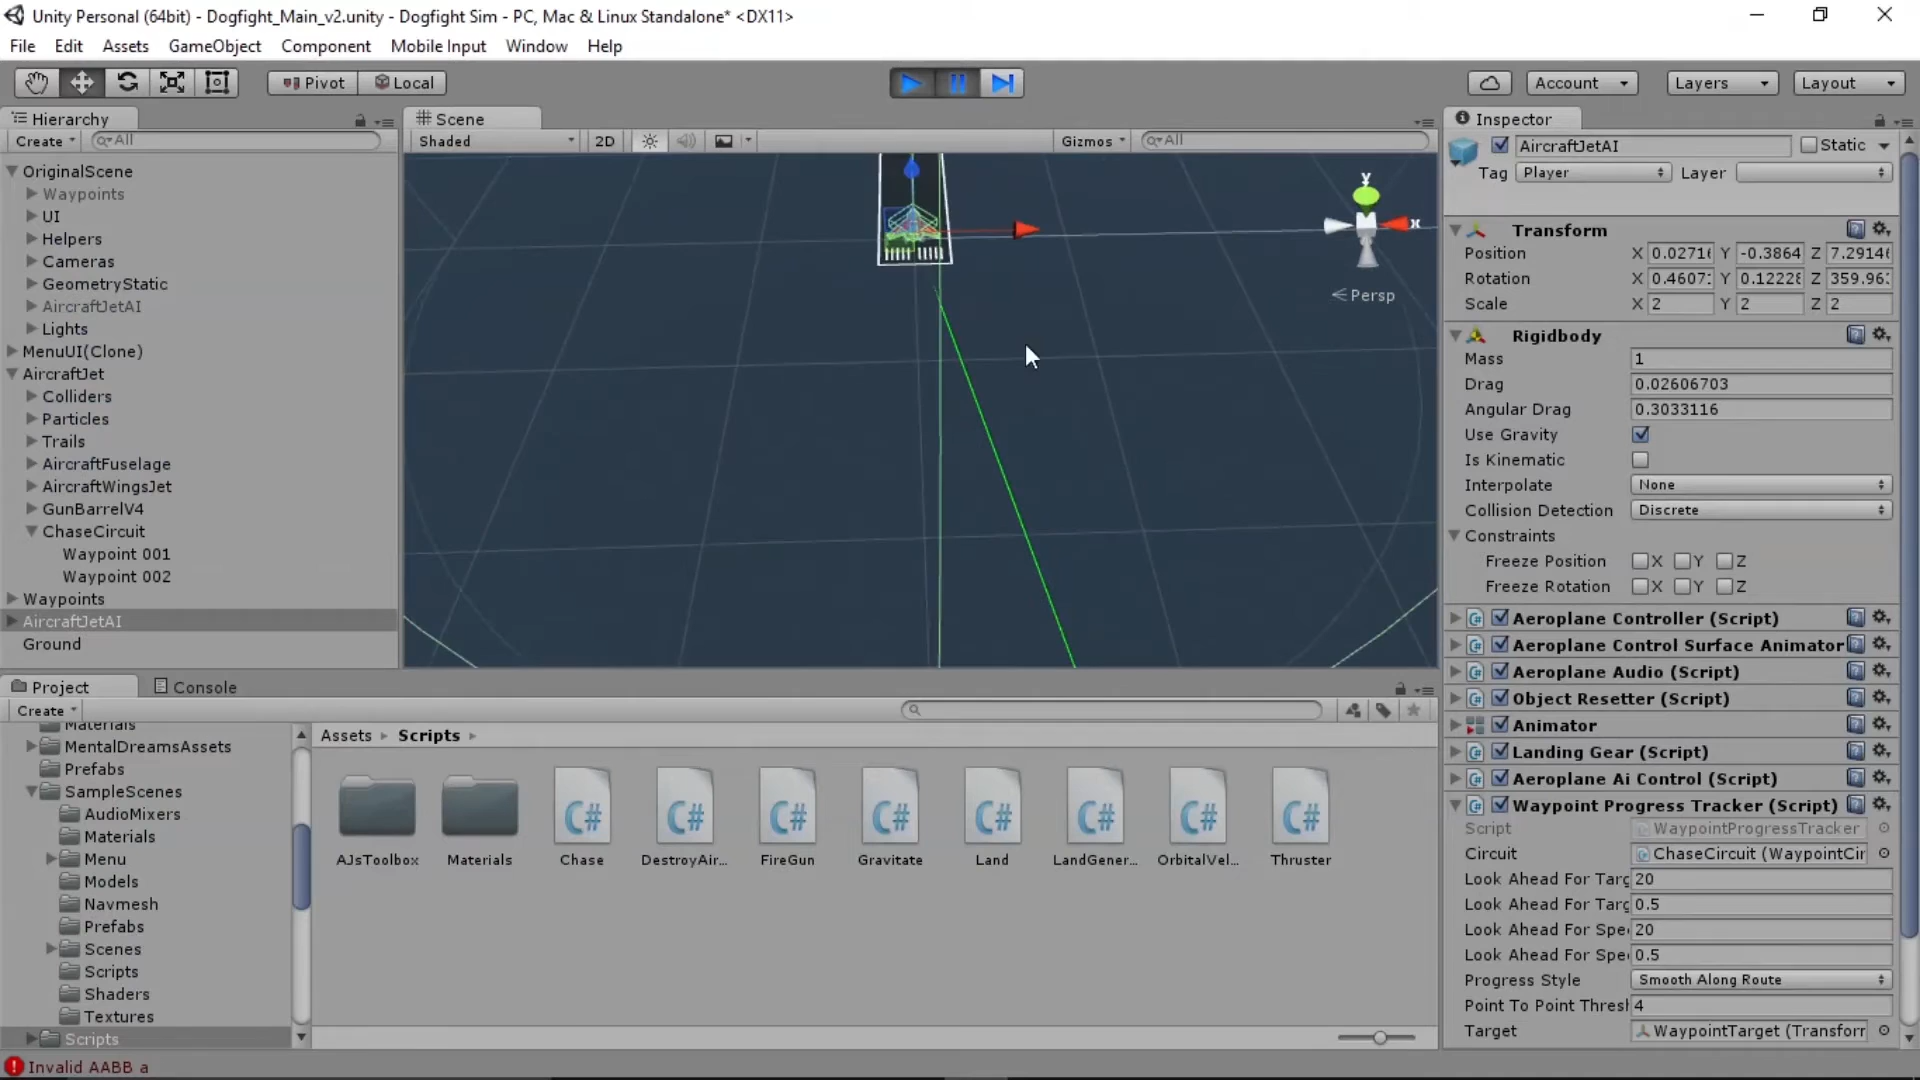 Unity Personal (64bit) - Dogfight_Main_v2.unity - Dogfight Sim - PC, Mac & Linux Standalone* <DX11>
File Edit Assets GameObject Component Mobile Input Window Help
Pivot Local Account Layers Layout
Hierarchy
Create All
OriginalScene
Waypoints
UI
Helpers
Cameras
GeometryStatic
AircraftJetAI
Lights
MenuUI(Clone)
AircraftJet
Colliders
Particles
Trails
AircraftFuselage
AircraftWingsJet
GunBarrelV4
ChaseCircuit
Waypoint 001
Waypoint 002
Waypoints
AircraftJetAI
Ground
Scene
Shaded 2D Gizmos All
y
x
Persp
Inspector
AircraftJetAI Static
Tag Player Layer
Transform
Position X 0.0271 Y -0.3864 Z 7.2914
Rotation X 0.4607 Y 0.1222 Z 359.96
Scale X 2 Y 2 Z 2
Rigidbody
Mass 1
Drag 0.02606703
Angular Drag 0.3033116
Use Gravity
Is Kinematic
Interpolate None
Collision Detection Discrete
Constraints
Freeze Position X Y Z
Freeze Rotation X Y Z
Aeroplane Controller (Script)
Aeroplane Control Surface Animator
Aeroplane Audio (Script)
Object Resetter (Script)
Animator
Landing Gear (Script)
Aeroplane Ai Control (Script)
Waypoint Progress Tracker (Script)
Script WaypointProgressTracker
Circuit ChaseCircuit (WaypointCir
Look Ahead For Targ 20
Look Ahead For Targ 0.5
Look Ahead For Spe 20
Look Ahead For Spe 0.5
Progress Style Smooth Along Route
Point To Point Thresh 4
Target WaypointTarget (Transforr
Project Console
Create
Materials
MentalDreamsAssets
Prefabs
SampleScenes
AudioMixers
Materials
Menu
Models
Navmesh
Prefabs
Scenes
Scripts
Shaders
Textures
Scripts
Assets Scripts
C# C# C# C# C# C# C# C#
AJsToolbox Materials Chase DestroyAir... FireGun Gravitate Land LandGener... OrbitalVel... Thruster
Invalid AABB a